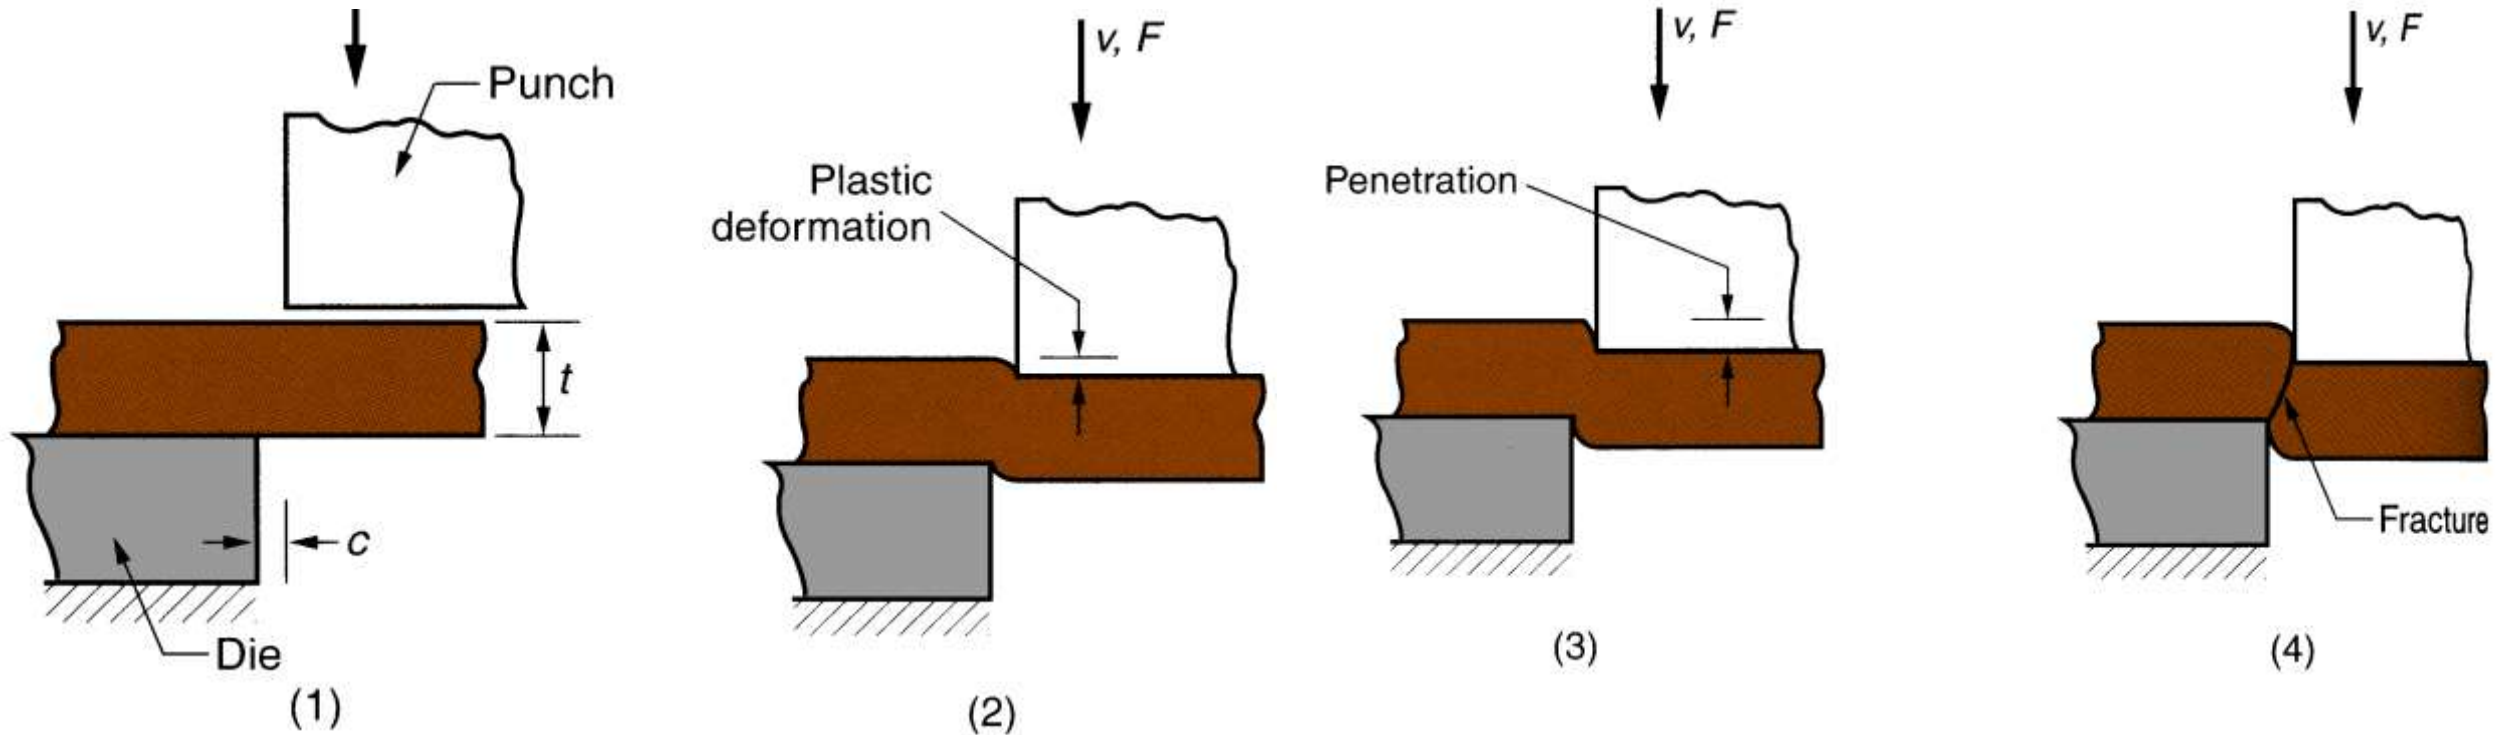 Punch
t
c
Die
(1)
v, F
Plastic
deformation
(2)
v, F
Penetration
(3)
v, F
Fracture
(4)